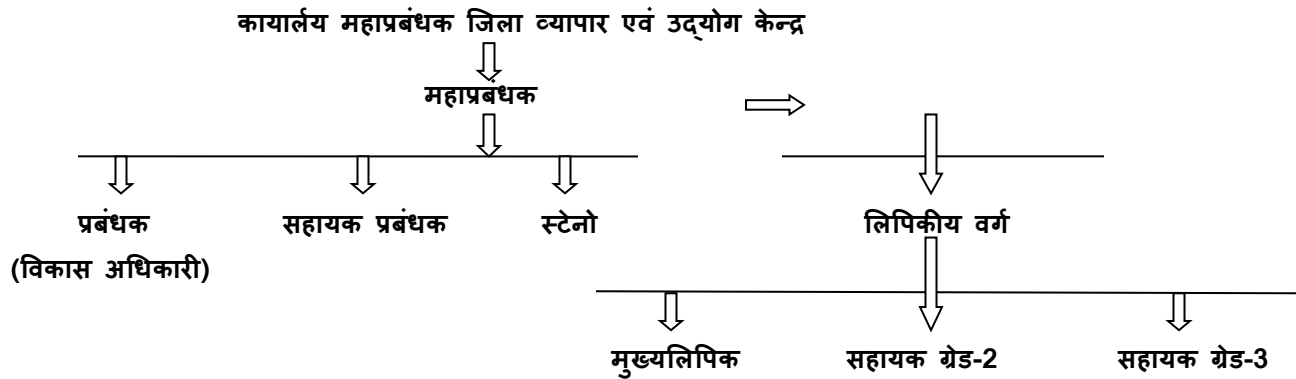 कायार्लय महाप्रबंधक जिला व्यापार एवं उद्योग केन्द्र
महाप्रबंधक
प्रबंधक सहायक प्रबंधक स्टेनो लिपिकीय वर्ग
(विकास अधिकारी)
मुख्यलिपिक सहायक ग्रेड-2 सहायक ग्रेड-3